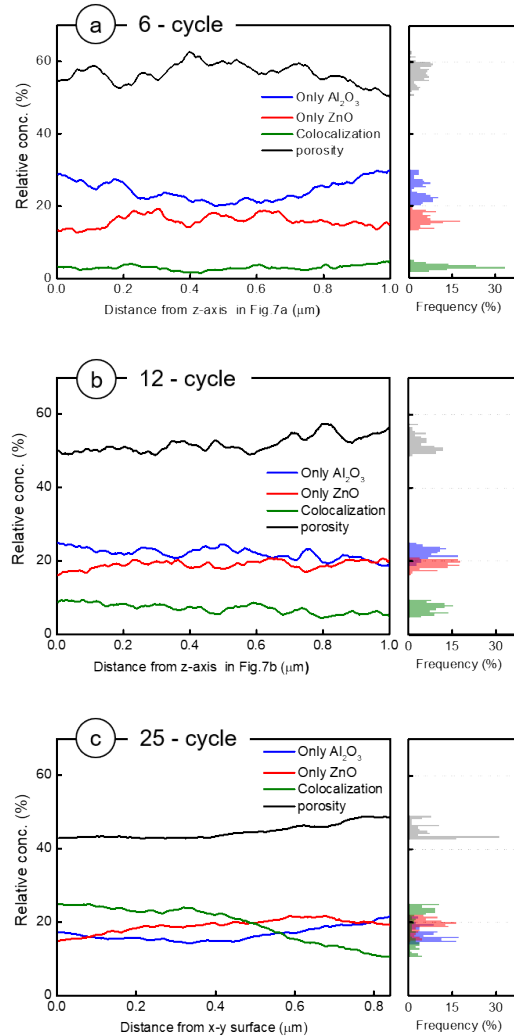 a 6 - cycle
60
40
20
0
Relative conc. (%)
Only Al₂O₃
Only ZnO
Colocalization
porosity
0.0 0.2 0.4 0.6 0.8 1.0
Distance from z-axis in Fig.7a (μm)
0 15 30
Frequency (%)
b 12 - cycle
60
40
20
0
Relative conc. (%)
Only Al₂O₃
Only ZnO
Colocalization
porosity
0.0 0.2 0.4 0.6 0.8 1.0
Distance from z-axis in Fig.7b (μm)
0 15 30
Frequency (%)
c 25 - cycle
60
40
20
0
Relative conc. (%)
Only Al₂O₃
Only ZnO
Colocalization
porosity
0.0 0.2 0.4 0.6 0.8
Distance from x-y surface (μm)
0 15 30
Frequency (%)